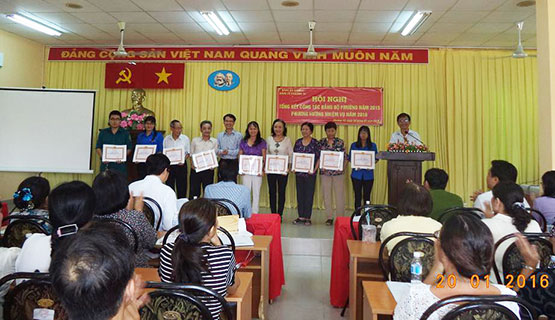 ĐẢNG CỘNG SẢN VIỆT NAM QUANG VINH MUÔN NĂM
HỘI NGHỊ
TỔNG KẾT CÔNG TÁC ĐẢNG BỘ PHƯỜNG NĂM 2015
PHƯƠNG HƯỚNG NHIỆM VỤ NĂM 2016
20 01 2016